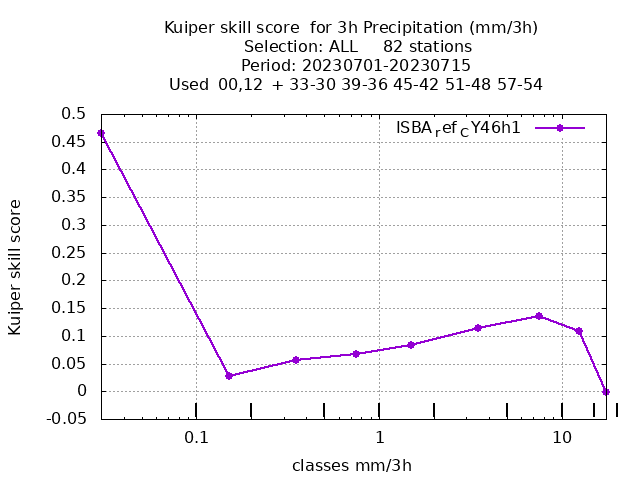 Kuiper skill score  for 3h Precipitation (mm/3h)
Selection: ALL     82 stations
Period: 20230701-20230715
Used  00,12  + 33-30 39-36 45-42 51-48 57-54
ISBArefCY46h1
0.5
0.45
0.4
0.35
0.3
0.25
0.2
0.15
0.1
0.05
0
-0.05
Kuiper skill score
0.1 1 10
classes mm/3h